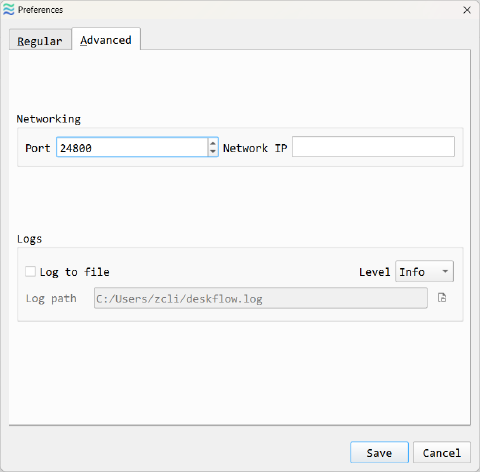 Preferences
Regular Advanced
Networking
Port 24800 Network IP
Logs
Log to file Level Info
Log path C:/Users/zcli/deskflow.log
Save Cancel